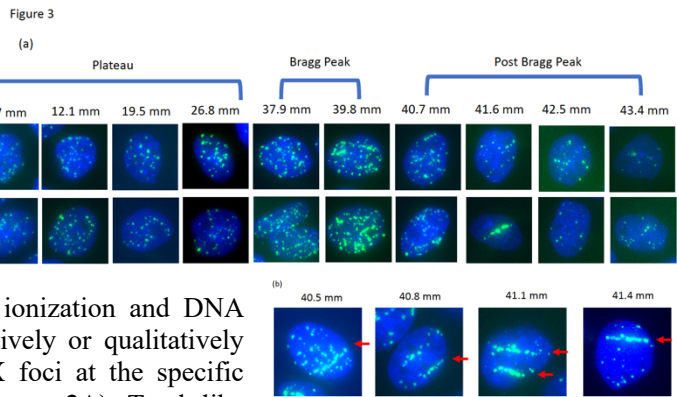 Figure 3
(a)
Plateau
Bragg Peak
Post Bragg Peak
mm 12.1 mm 19.5 mm 26.8 mm 37.9 mm 39.8 mm 40.7 mm 41.6 mm 42.5 mm 43.4 mm
ionization and DNA
or qualitatively
foci at the specific
(b)
40.5 mm 40.8 mm 41.1 mm 41.4 mm